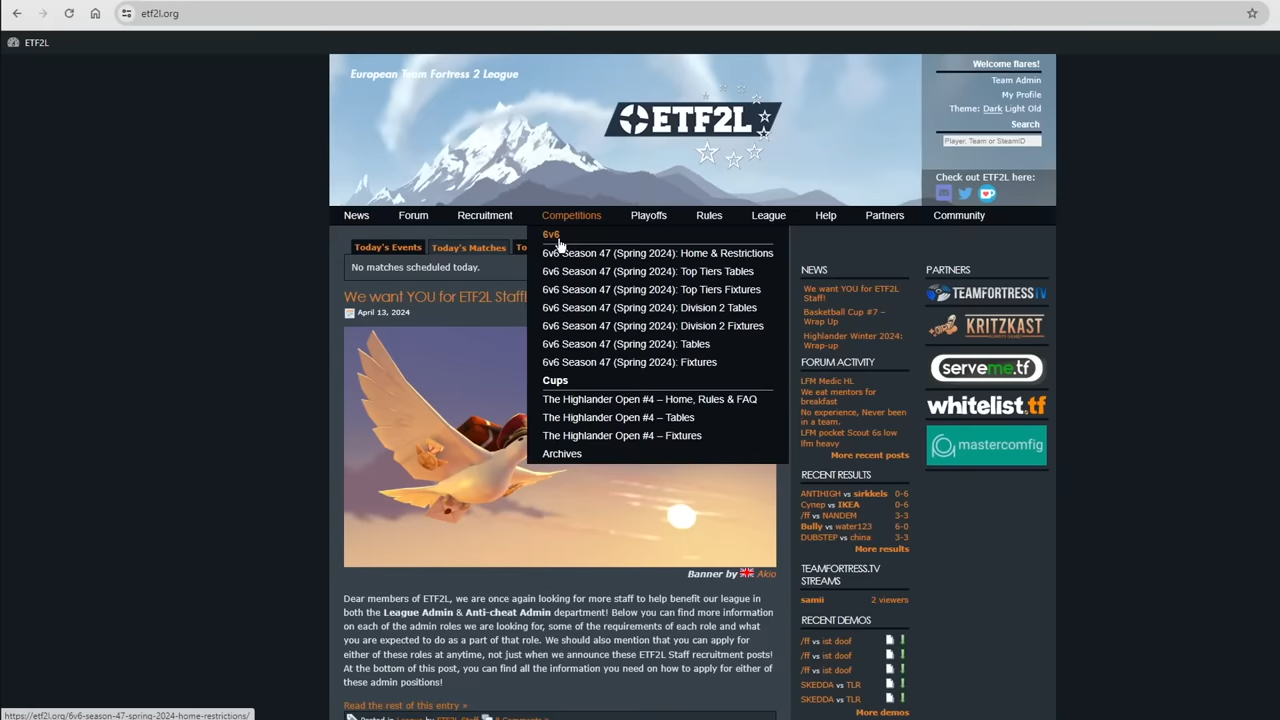 etf2l.org
ETF2L
European Team Fortress 2 League
ETF2L
Welcome flares!
Team Admin
My Profile
Theme: Dark Light Old
Search
Player, Team or SteamID
Check out ETF2L here:
News
Forum
Recruitment
Competitions
Playoffs
Rules
League
Help
Partners
Community
6v6
6v6 Season 47 (Spring 2024): Home & Restrictions
6v6 Season 47 (Spring 2024): Top Tiers Tables
6v6 Season 47 (Spring 2024): Top Tiers Fixtures
6v6 Season 47 (Spring 2024): Division 2 Tables
6v6 Season 47 (Spring 2024): Division 2 Fixtures
6v6 Season 47 (Spring 2024): Tables
6v6 Season 47 (Spring 2024): Fixtures
Cups
The Highlander Open #4 – Home, Rules & FAQ
The Highlander Open #4 – Tables
The Highlander Open #4 – Fixtures
Archives
Today's Events
Today's Matches
To
No matches scheduled today.
We want YOU for ETF2L Staff!
April 13, 2024
Banner by Akio
Dear members of ETF2L, we are once again looking for more staff to help benefit our league in
both the League Admin & Anti-cheat Admin department! Below you can find more information
on each of the admin roles we are looking for, some of the requirements of each role and what
you are expected to do as a part of that role. We should also mention that you can apply for
either of these roles at anytime, not just when we announce these ETF2L Staff recruitment posts!
At the bottom of this post, you can find all the information you need on how to apply for either of
these admin positions!
Read the rest of this entry »
Posted in League by ETF2L Staff 8 Comments »
NEWS
We want YOU for ETF2L
Staff!
Basketball Cup #7 –
Wrap Up
Highlander Winter 2024:
Wrap-up
FORUM ACTIVITY
LFM Medic HL
We eat mentors for
breakfast
No experience, Never been
in a team.
LFM pocket Scout 6s low
lfm heavy
More recent posts
RECENT RESULTS
ANTIHIGH vs sirkkels 0-6
Cynep vs IKEA 0-6
/ff vs NANDEM 3-3
Bully vs water123 6-0
DUBSTEP vs china 3-3
More results
TEAMFORTRESS.TV
STREAMS
samii 2 viewers
RECENT DEMOS
/ff vs ist doof
/ff vs ist doof
/ff vs ist doof
SKEDDA vs TLR
SKEDDA vs TLR
More demos
PARTNERS
TEAMFORTRESS.TV
KRITZKAST
serveme.tf
whitelist.tf
mastercomfig
https://etf2l.org/6v6-season-47-spring-2024-home-restrictions/